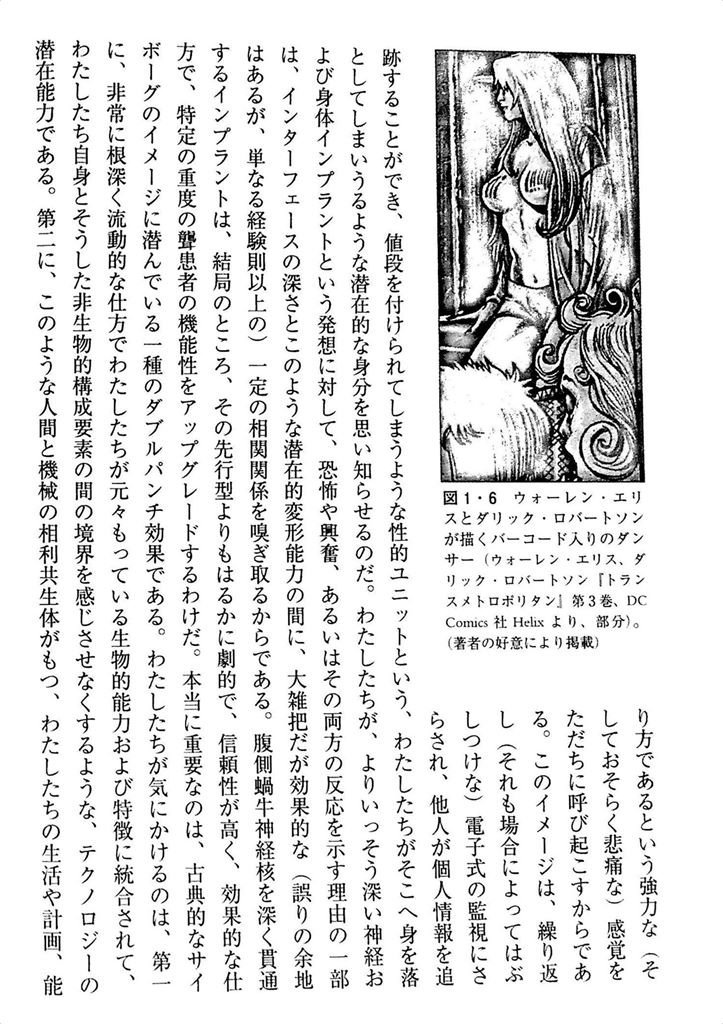 図1・6 ウォーレン・エリ
スとダリック・ロバートソン
が描くバーコード入りのダン
サー（ウォーレン・エリス、ダ
リック・ロバートソン『トラン
スメトロポリタン』第3巻、DC
Comics 社 Helix より、部分）。
（著者の好意により掲載）
り方であるという強力な（そ
しておそらく悲痛な）感覚を
ただちに呼び起こすからであ
る。このイメージは、繰り返
し（それも場合によってはぶ
しつけな）電子式の監視にさ
らされ、他人が個人情報を追
跡することができ、値段を付けられてしまうような性的ユニットという、わたしたちがそこへ身を落
としてしまいうるような潜在的な身分を思い知らせるのだ。わたしたちが、よりいっそう深い神経お
よび身体インプラントという発想に対して、恐怖や興奮、あるいはその両方の反応を示す理由の一部
は、インターフェースの深さとこのような潜在的変形能力の間に、大雑把だが効果的な（誤りの余地
はあるが、単なる経験則以上の）一定の相関関係を嗅ぎ取るからである。腹側蝸牛神経核を深く貫通
するインプラントは、結局のところ、その先行型よりもはるかに劇的で、信頼性が高く、効果的な仕
方で、特定の重度の聾患者の機能性をアップグレードするわけだ。本当に重要なのは、古典的なサイ
ボーグのイメージに潜んでいる一種のダブルパンチ効果である。わたしたちが気にかけるのは、第一
に、非常に根深く流動的な仕方でわたしたちが元々もっている生物的能力および特徴に統合されて、
わたしたち自身とそうした非生物的構成要素の間の境界を感じさせなくするような、テクノロジーの
潜在能力である。第二に、このような人間と機械の相利共生体がもつ、わたしたちの生活や計画、能